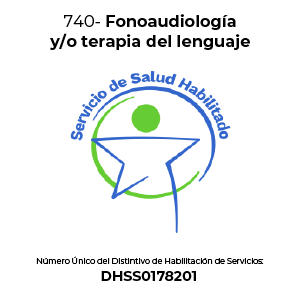 740- Fonoaudiología
y/o terapia del lenguaje
Servicio de Salud Habilitado
Número Único del Distintivo de Habilitación de Servicios:
DHSS0178201